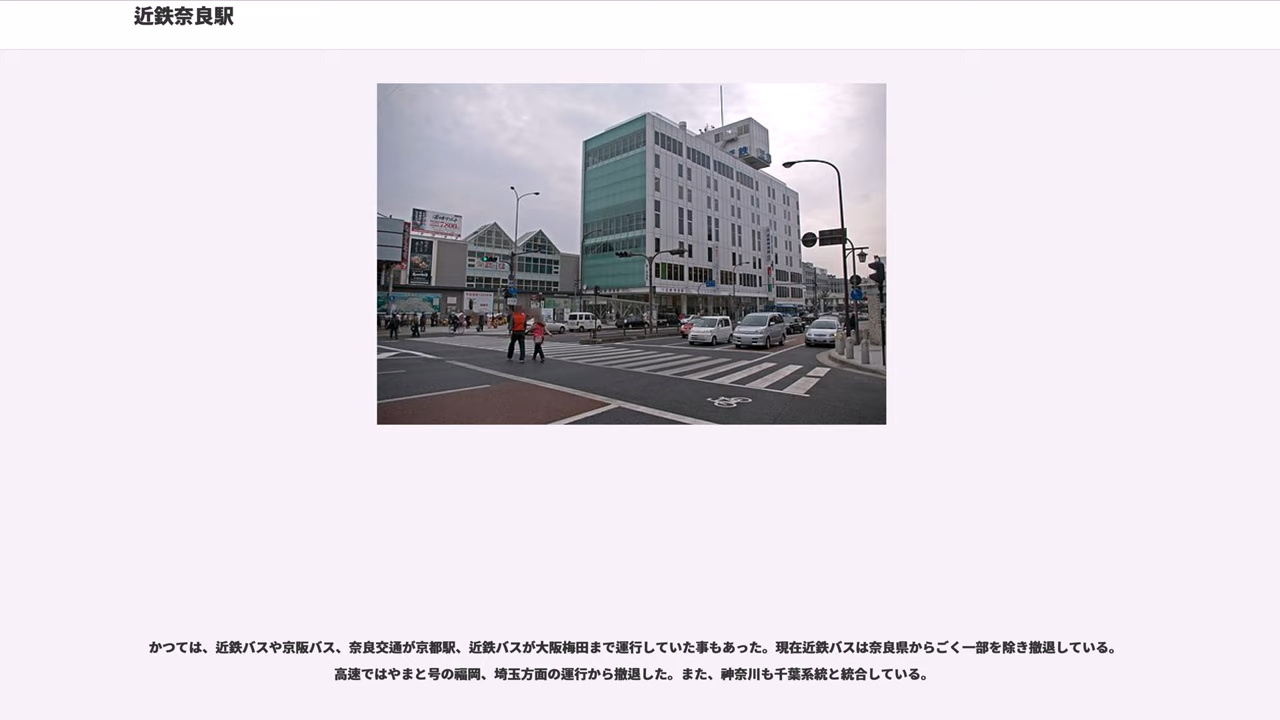 近鉄奈良駅
かつては、近鉄バスや京阪バス、奈良交通が京都駅、近鉄バスが大阪梅田まで運行していた事もあった。現在近鉄バスは奈良県からごく一部を除き撤退している。
高速ではやまと号の福岡、埼玉方面の運行から撤退した。また、神奈川も千葉系統と統合している。